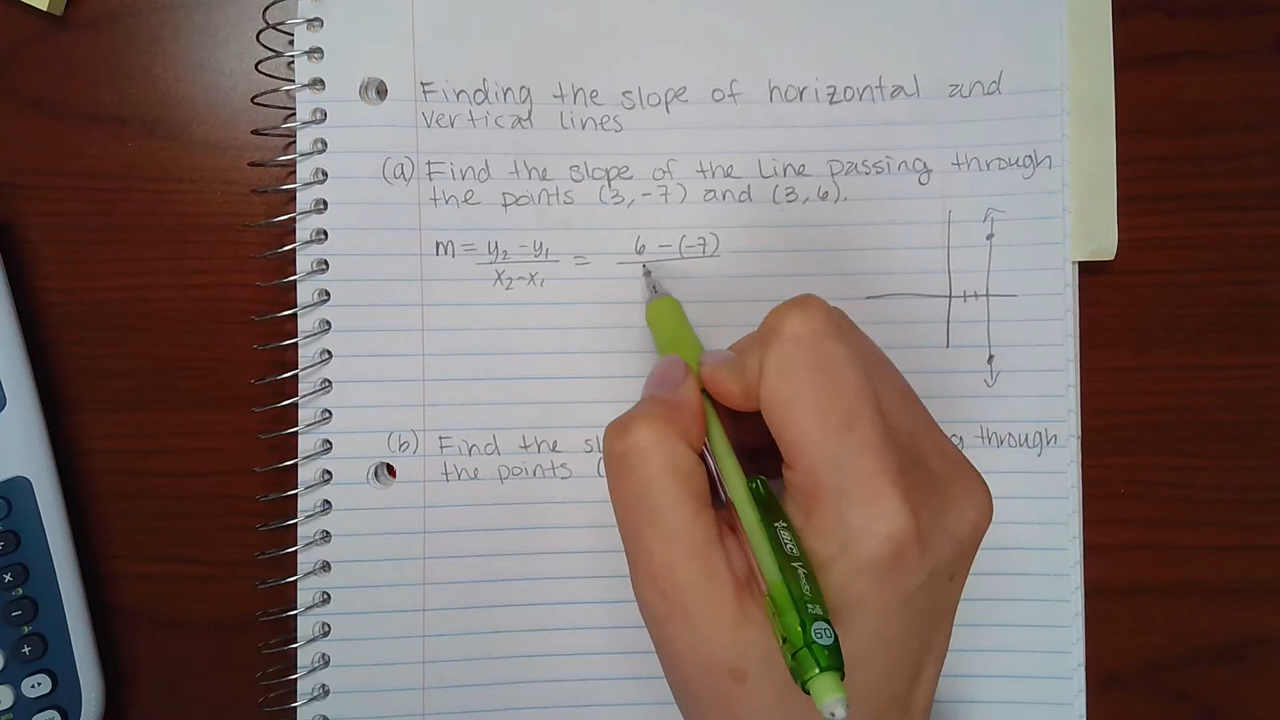 Finding the slope of horizontal and
vertical lines
(a) Find the slope of the line passing through
the points (3,-7) and (3,6).
m = y₂ - y₁ / x₂ - x₁ = 6 - (-7)
(b) Find the through
the points (
BIC Velocity
×
-
+